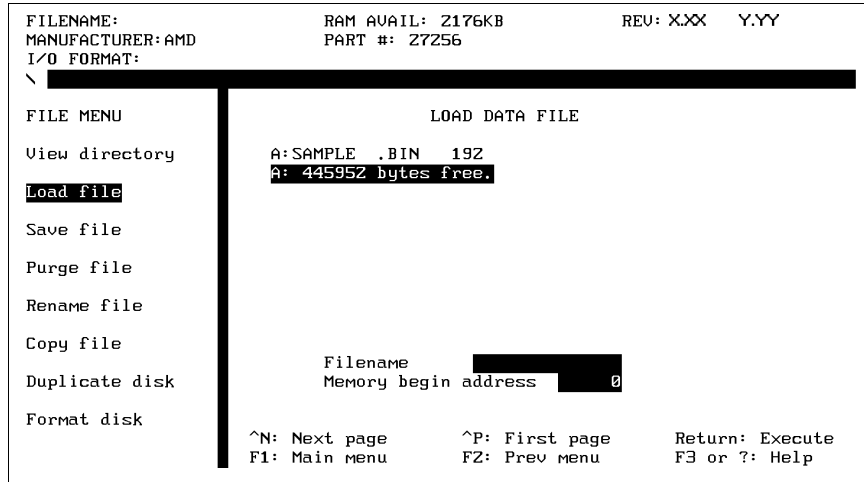 FILENAME: RAM AVAIL: 2176KB REV: X.XX Y.YY
MANUFACTURER:AMD PART #: 27256
I/O FORMAT:
\
FILE MENU
View directory
Load file
Save file
Purge file
Rename file
Copy file
Duplicate disk
Format disk
LOAD DATA FILE
A:SAMPLE .BIN 192
A: 445952 bytes free.
Filename
Memory begin address 0
^N: Next page ^P: First page Return: Execute
F1: Main menu F2: Prev menu F3 or ?: Help